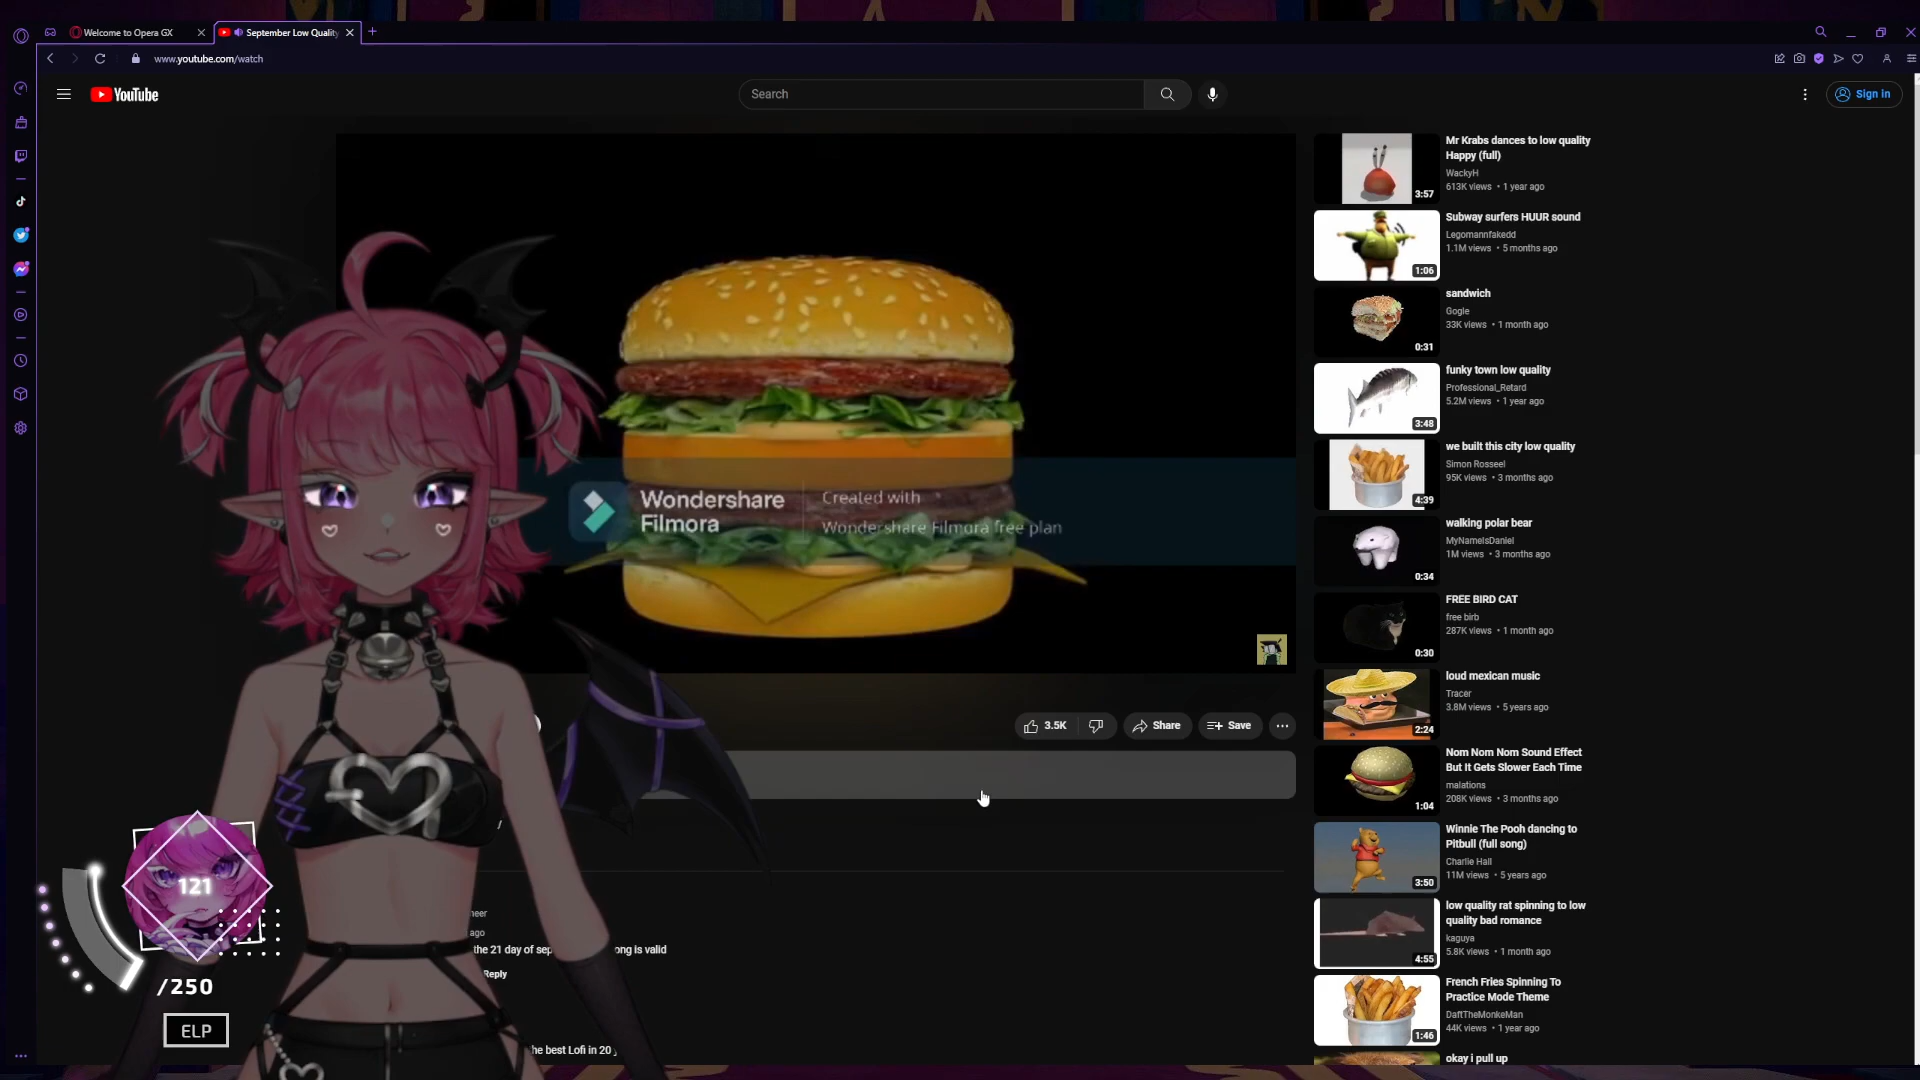 Welcome to Opera GX
September Low Quality
www.youtube.com/watch
YouTube
Search
Sign in
Wondershare
Filmora
Created with
Wondershare Filmora free plan
3.5K
Share
Save
ago
the 21 day of sep
ong is valid
Reply
he best Lofi in 20
121
/250
ELP
Mr Krabs dances to low quality
Happy (full)
WackyH
613K views • 1 year ago
3:57
Subway surfers HUUR sound
Legomannfakedd
1.1M views • 5 months ago
1:06
sandwich
Gogle
33K views • 1 month ago
0:31
funky town low quality
Professional_Retard
5.2M views • 1 year ago
3:48
we built this city low quality
Simon Rosseel
95K views • 3 months ago
4:39
walking polar bear
MyNameIsDaniel
1M views • 3 months ago
0:34
FREE BIRD CAT
free birb
287K views • 1 month ago
0:30
loud mexican music
Tracer
3.8M views • 5 years ago
2:24
Nom Nom Nom Sound Effect
But It Gets Slower Each Time
malations
208K views • 3 months ago
1:04
Winnie The Pooh dancing to
Pitbull (full song)
Charlie Hall
11M views • 5 years ago
3:50
low quality rat spinning to low
quality bad romance
kaguya
5.8K views • 1 month ago
4:55
French Fries Spinning To
Practice Mode Theme
DaftTheMonkeMan
44K views • 1 year ago
1:46
okay i pull up